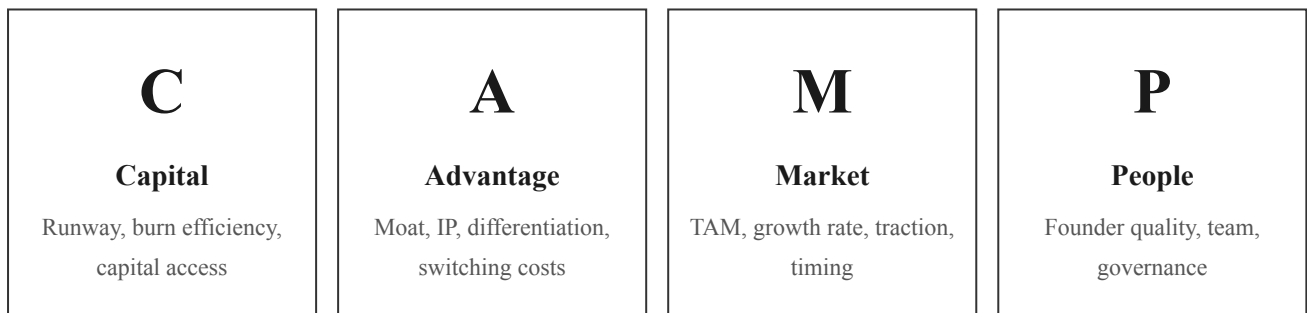 C
Capital
Runway, burn efficiency,
capital access
A
Advantage
Moat, IP, differentiation,
switching costs
M
Market
TAM, growth rate, traction,
timing
P
People
Founder quality, team,
governance